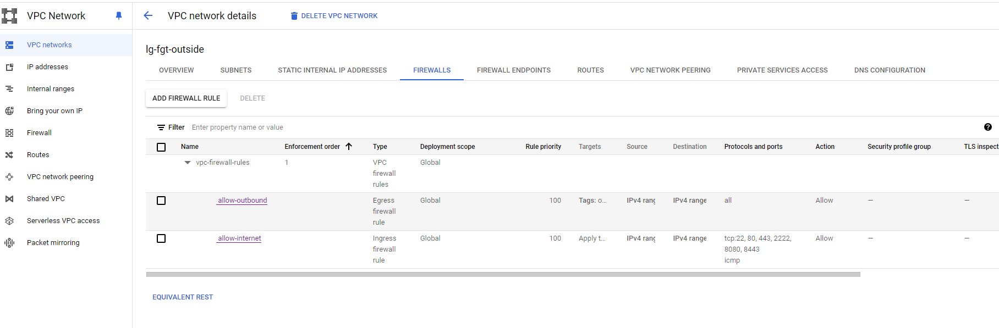 VPC Network
VPC network details
DELETE VPC NETWORK
VPC networks
IP addresses
Internal ranges
Bring your own IP
Firewall
Routes
VPC network peering
Shared VPC
Serverless VPC access
Packet mirroring
lg-fgt-outside
OVERVIEW SUBNETS STATIC INTERNAL IP ADDRESSES FIREWALLS FIREWALL ENDPOINTS ROUTES VPC NETWORK PEERING PRIVATE SERVICES ACCESS DNS CONFIGURATION
ADD FIREWALL RULE DELETE
Filter Enter property name or value
Name Enforcement order Type Deployment scope Rule priority Targets Source Destination Protocols and ports Action Security profile group TLS inspect
vpc-firewall-rules 1 VPC Global
firewall
rules
allow-outbound Egress Global 100 Tags: o... IPv4 rang IPv4 range all Allow — —
firewall
rule
allow-internet Ingress Global 100 Apply t... IPv4 rang IPv4 range tcp:22, 80, 443, 2222, Allow — —
firewall 8080, 8443
rule icmp
EQUIVALENT REST